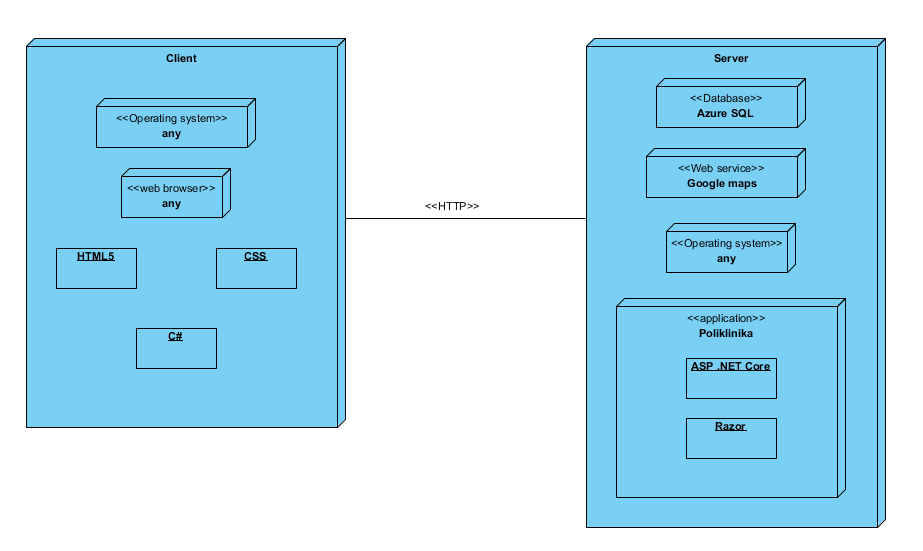 Client
<<Operating system>>
any
<<web browser>>
any
HTML5
CSS
C#
<<HTTP>>
Server
<<Database>>
Azure SQL
<<Web service>>
Google maps
<<Operating system>>
any
<<application>>
Poliklinika
ASP .NET Core
Razor